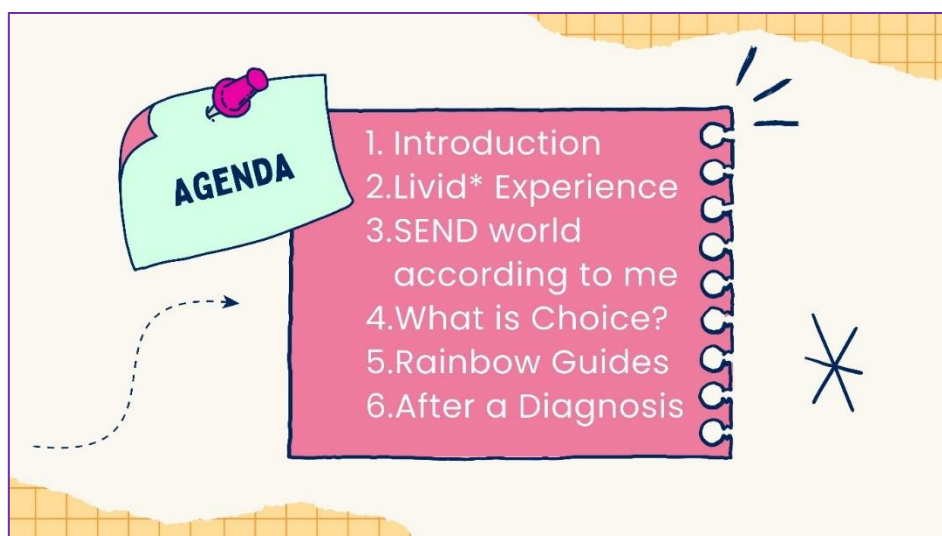 AGENDA
1. Introduction
2.Livid* Experience
3.SEND world
according to me
4.What is Choice?
5.Rainbow Guides
6.After a Diagnosis